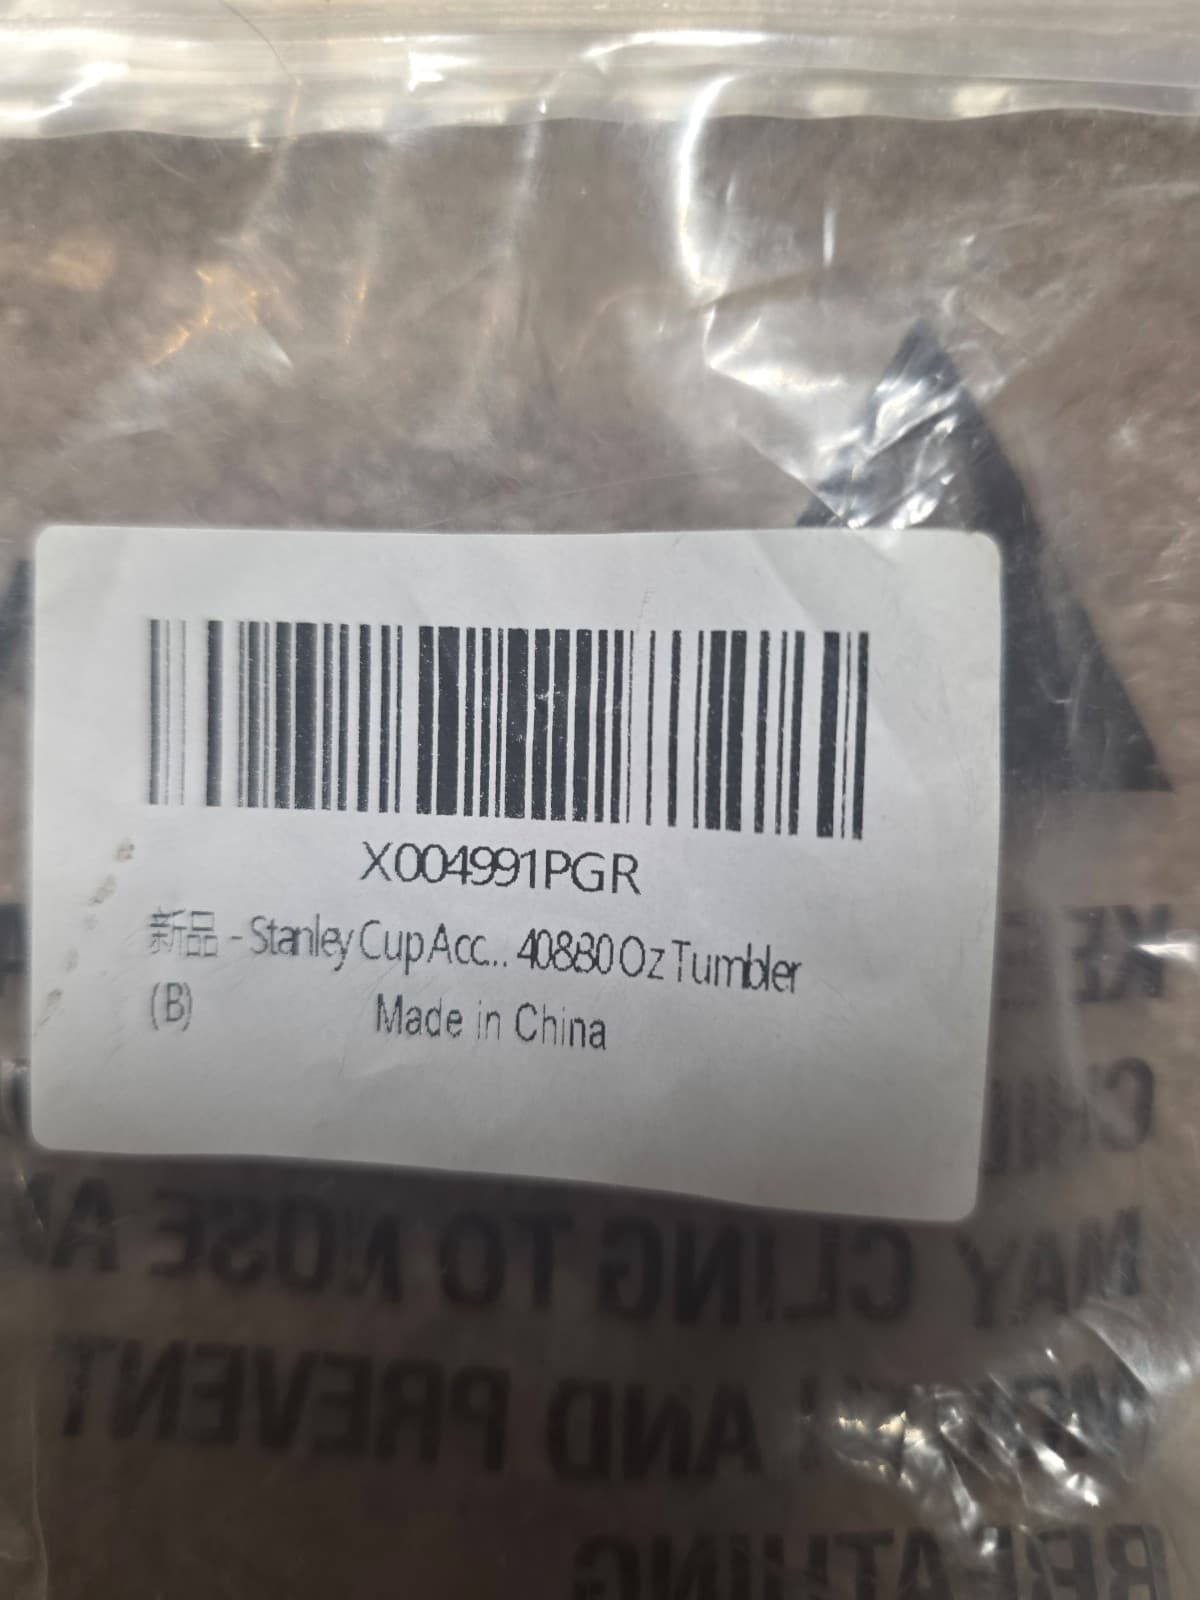 X004991PGR
新品 - Stanley Cup Acc... 40&30 Oz Tumbler
(B)
Made in China
MAY CLING TO NOSE
AND PREVENT